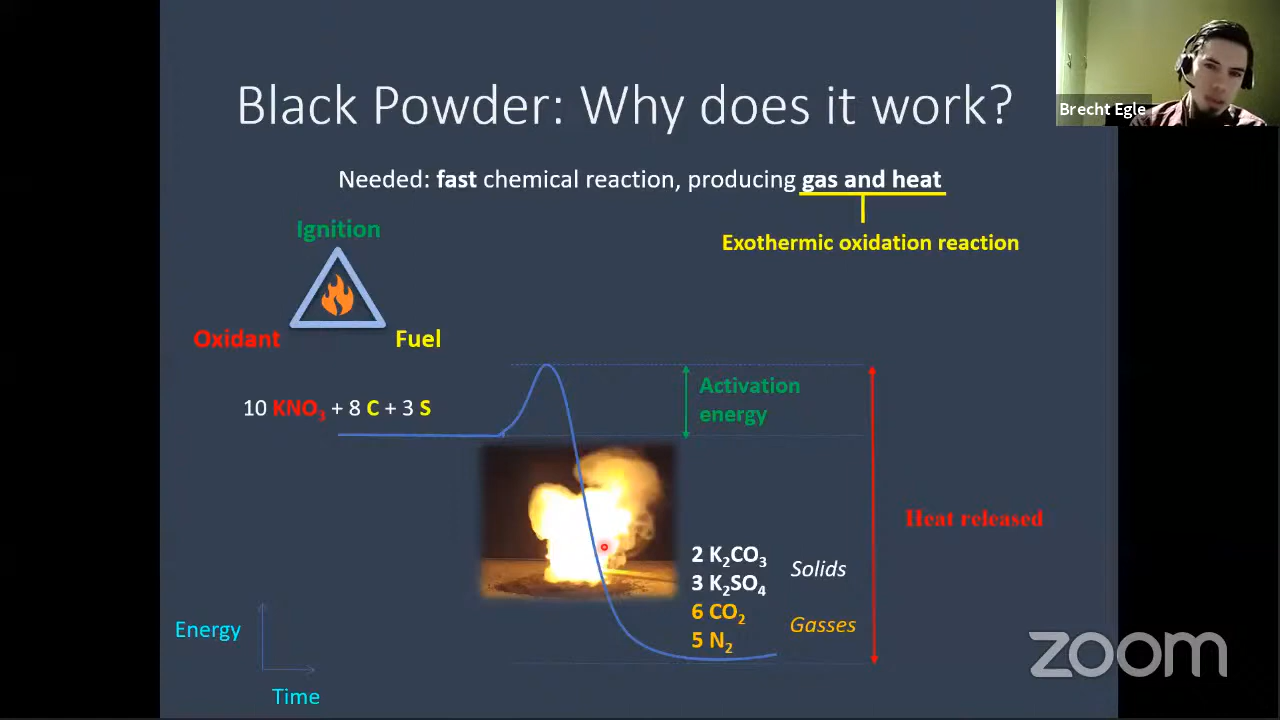 Black Powder: Why does it work?
Brecht Egle
Needed: fast chemical reaction, producing gas and heat
Ignition
Exothermic oxidation reaction
Oxidant
Fuel
Activation
energy
10 KNO₃ + 8 C + 3 S
Heat released
2 K₂CO₃
Solids
3 K₂SO₄
6 CO₂
Gasses
5 N₂
Energy
Time
zoom